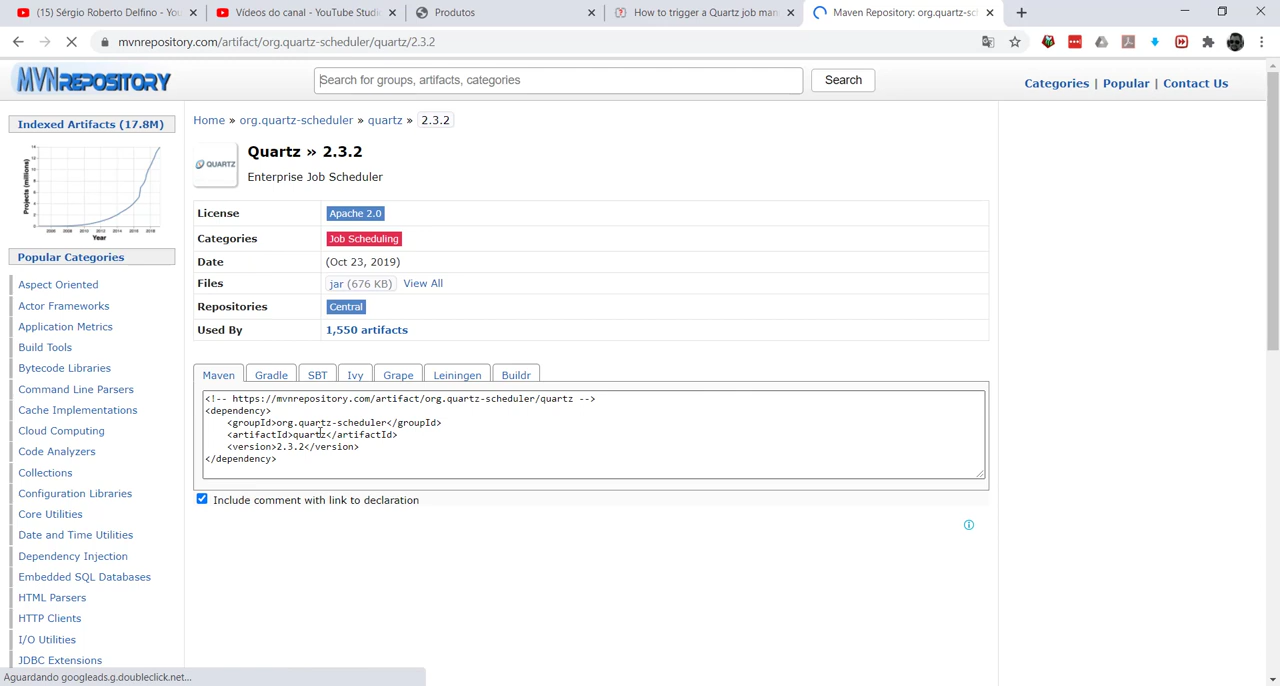 (15) Sérgio Roberto Delfino - You
Vídeos do canal - YouTube Studi
Produtos
How to trigger a Quartz job man
Maven Repository: org.quartz-sc
mvnrepository.com/artifact/org.quartz-scheduler/quartz/2.3.2
MVNREPOSITORY
Search for groups, artifacts, categories
Search
Categories | Popular | Contact Us
Indexed Artifacts (17.8M)
Projects (millions)
Year
Popular Categories
Aspect Oriented
Actor Frameworks
Application Metrics
Build Tools
Bytecode Libraries
Command Line Parsers
Cache Implementations
Cloud Computing
Code Analyzers
Collections
Configuration Libraries
Core Utilities
Date and Time Utilities
Dependency Injection
Embedded SQL Databases
HTML Parsers
HTTP Clients
I/O Utilities
JDBC Extensions
Home » org.quartz-scheduler » quartz » 2.3.2
QUARTZ
Quartz » 2.3.2
Enterprise Job Scheduler
License Apache 2.0
Categories Job Scheduling
Date (Oct 23, 2019)
Files jar (676 KB) View All
Repositories Central
Used By 1,550 artifacts
Maven Gradle SBT Ivy Grape Leiningen Buildr
<!-- https://mvnrepository.com/artifact/org.quartz-scheduler/quartz -->
<dependency>
<groupId>org.quartz-scheduler</groupId>
<artifactId>quartz</artifactId>
<version>2.3.2</version>
</dependency>
Include comment with link to declaration
Aguardando googleads.g.doubleclick.net...